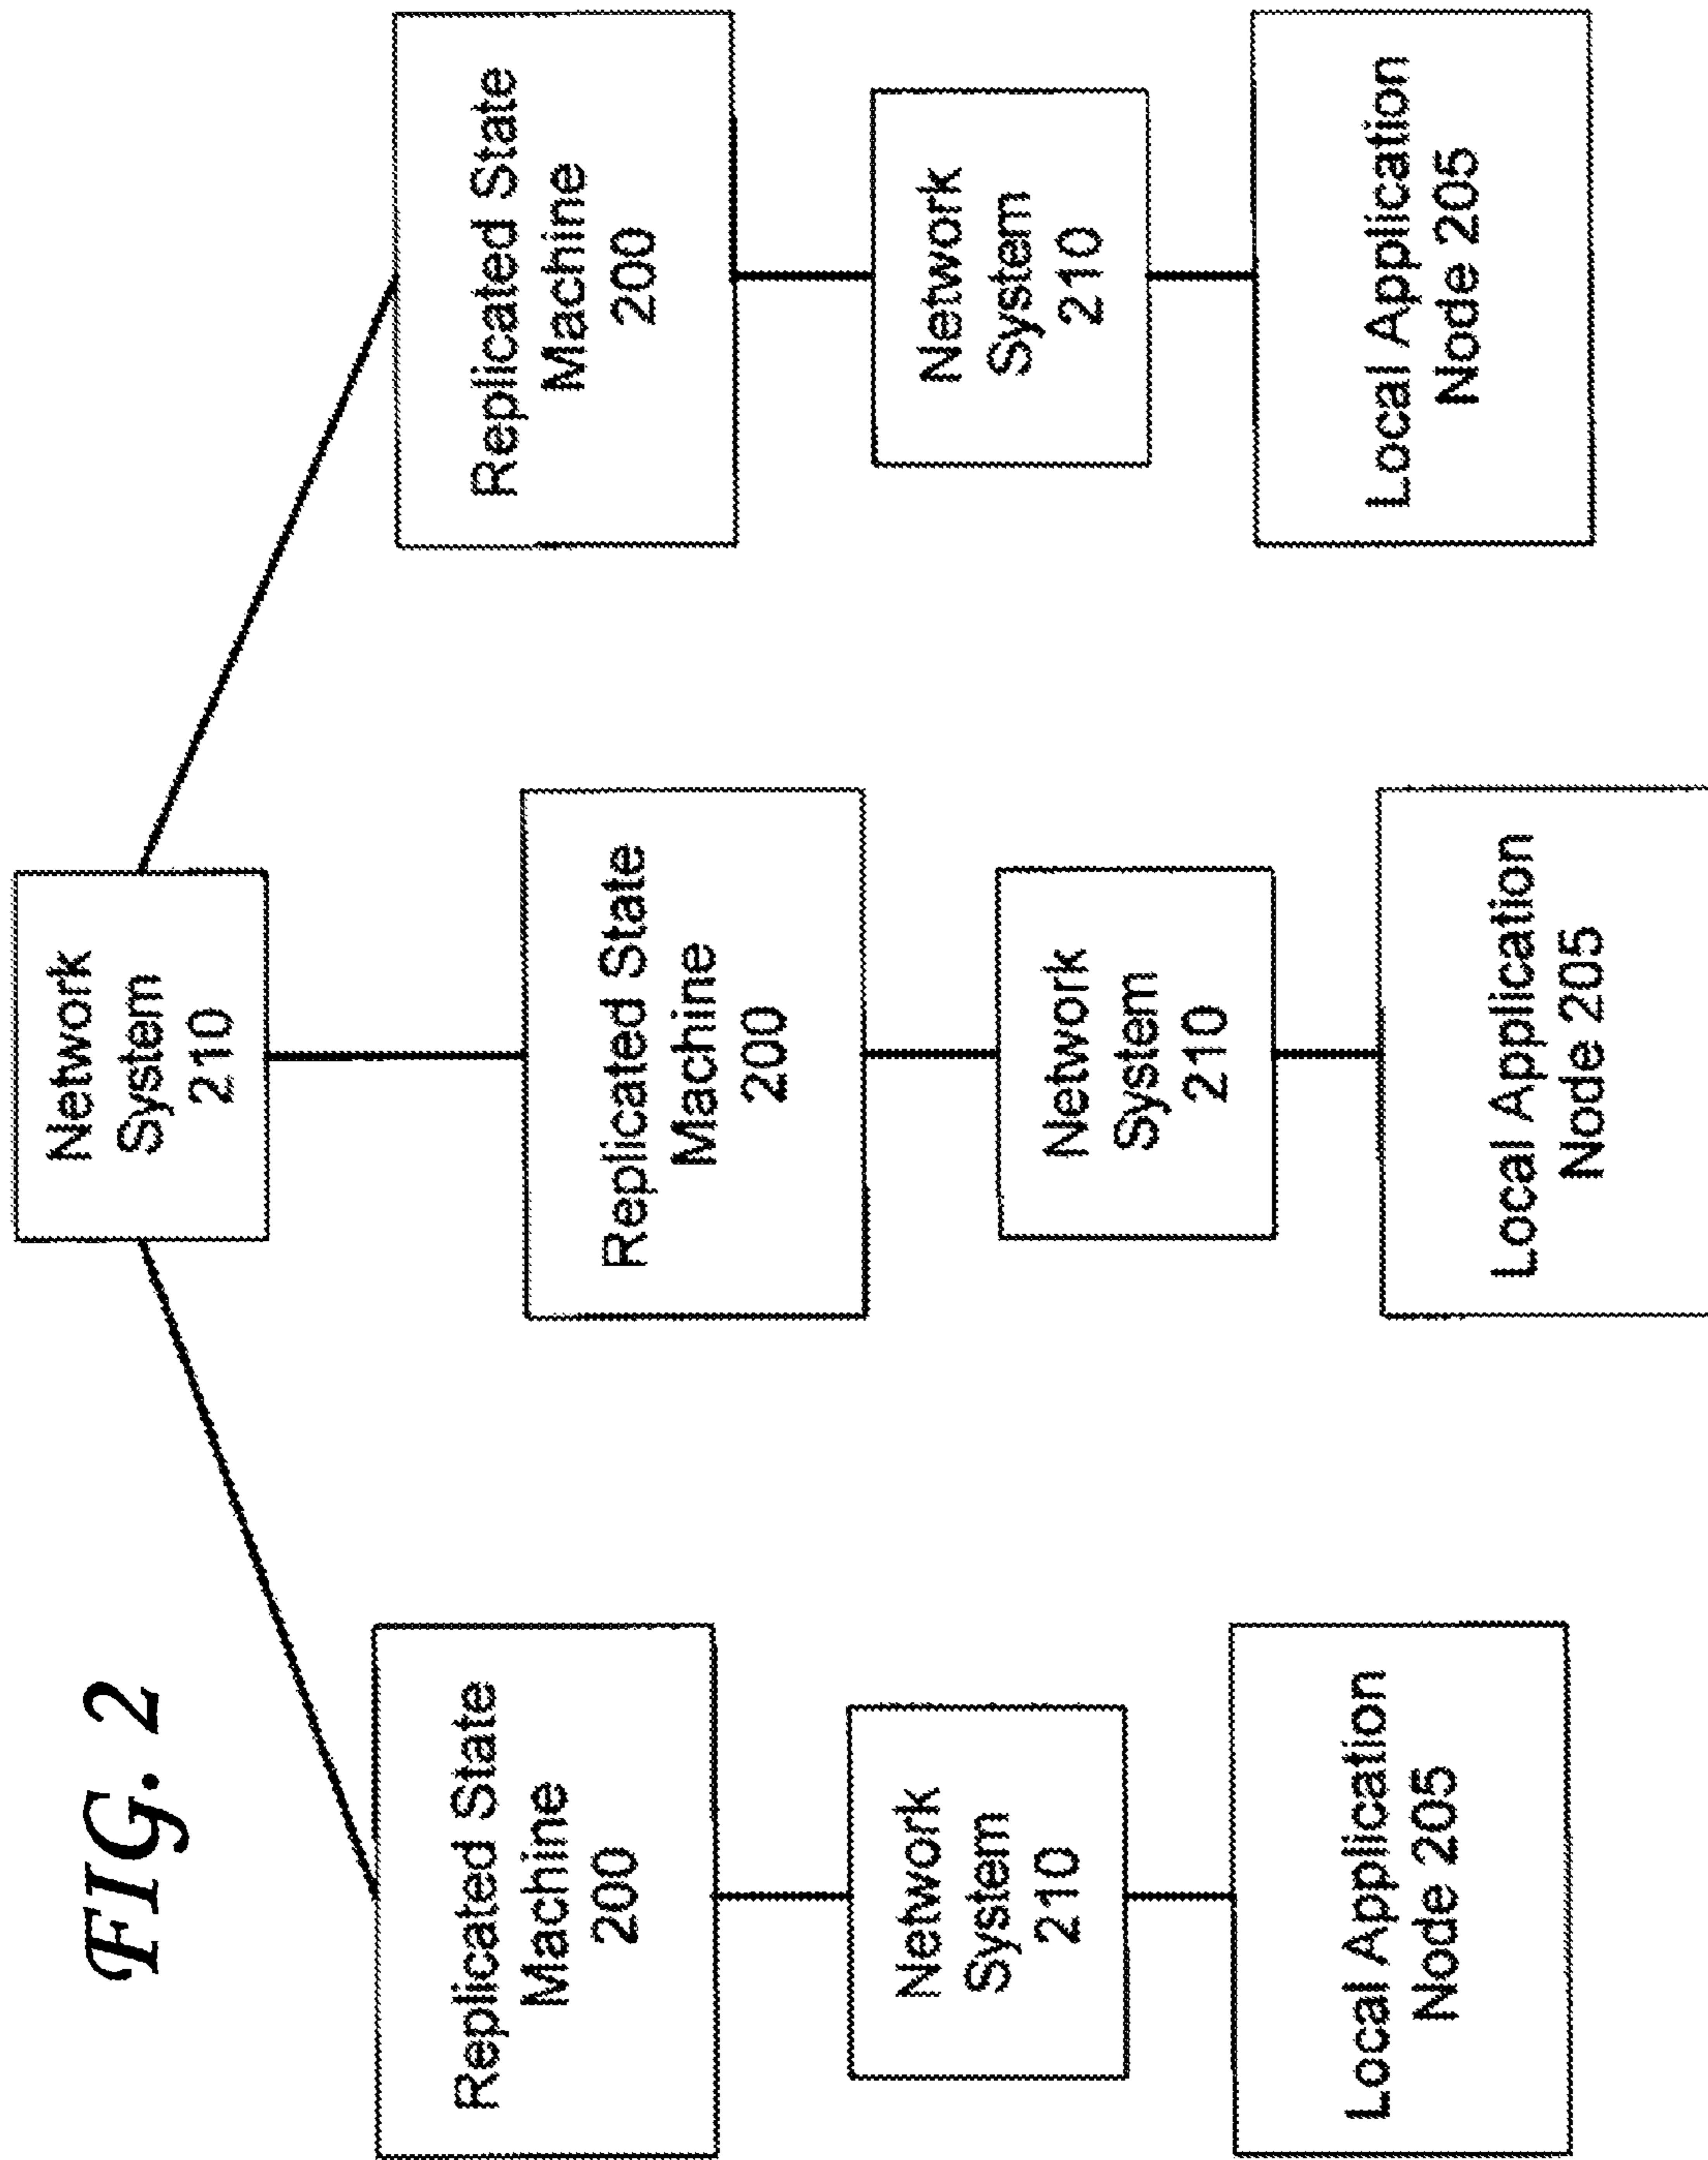 FIG. 2
Network
System
210
Replicated State
Machine
200
Network
System
210
Local Application
Node 205
Replicated State
Machine
200
Network
System
210
Local Application
Node 205
Replicated State
Machine
200
Network
System
210
Local Application
Node 205